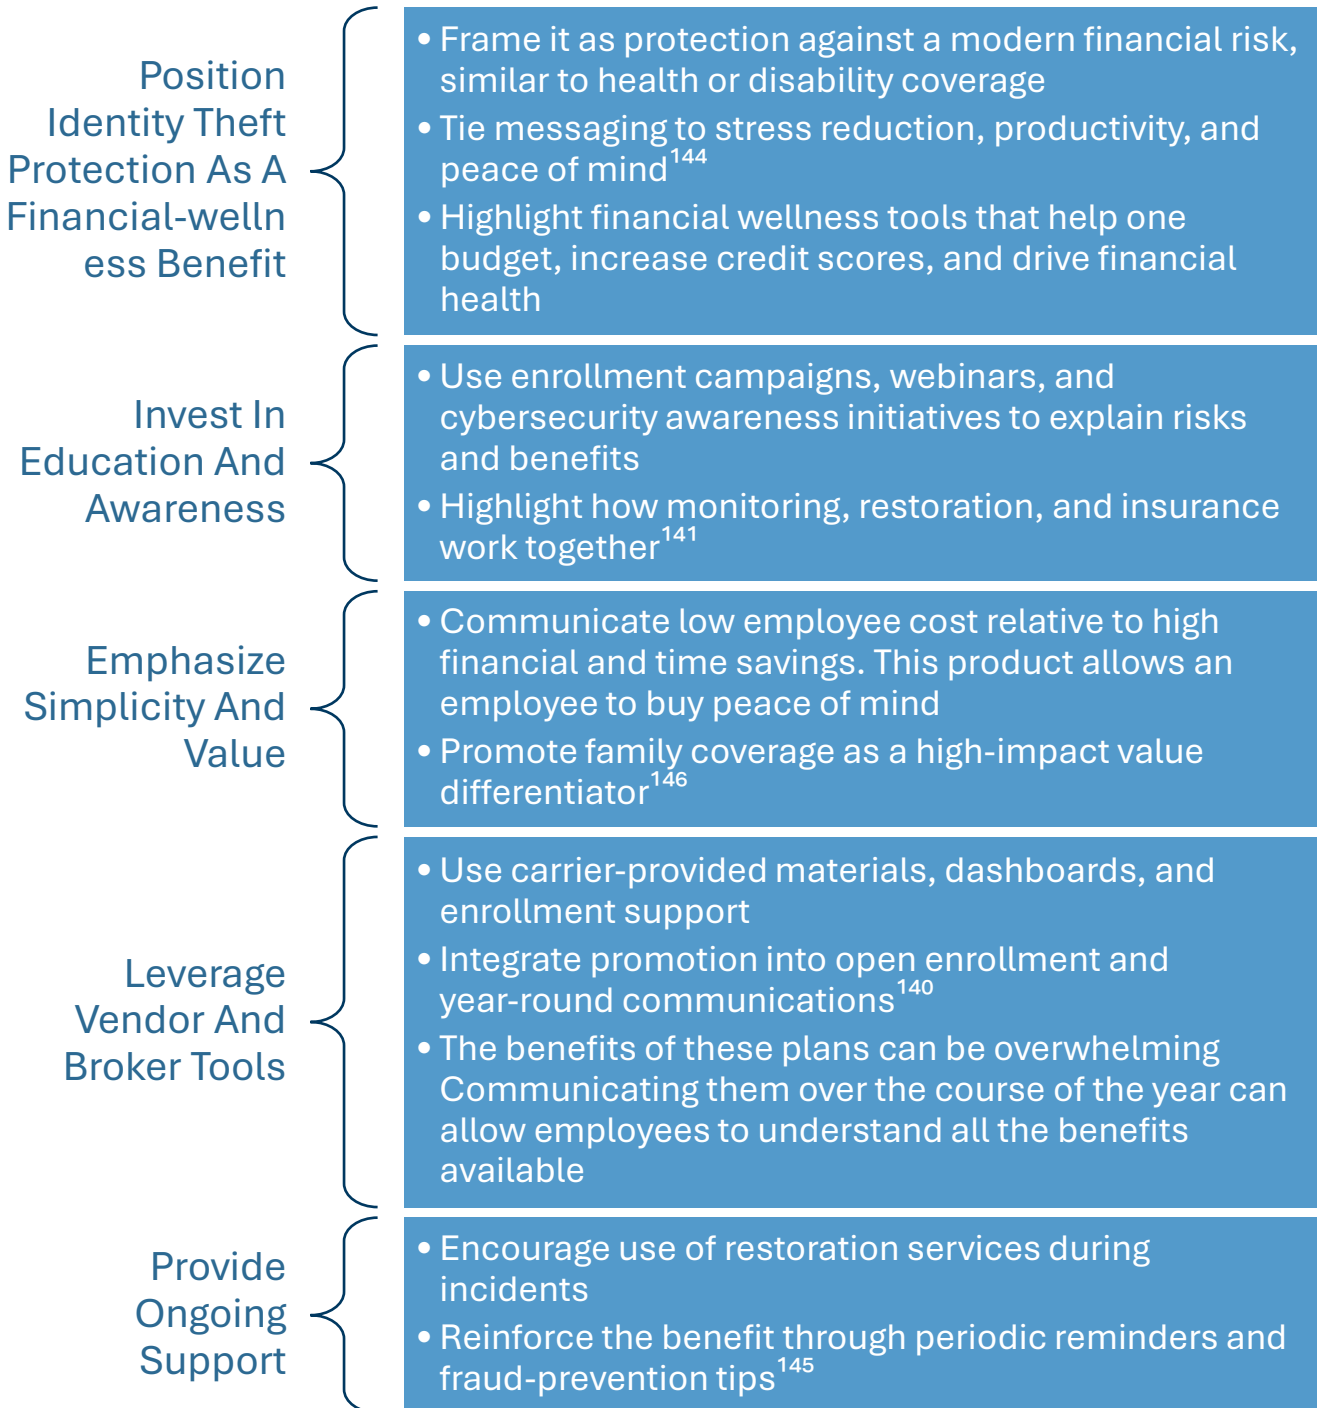 Position
Identity Theft
Protection As A
Financial-welln
ess Benefit
• Frame it as protection against a modern financial risk,
similar to health or disability coverage
• Tie messaging to stress reduction, productivity, and
peace of mind¹⁴⁴
• Highlight financial wellness tools that help one
budget, increase credit scores, and drive financial
health
Invest In
Education And
Awareness
• Use enrollment campaigns, webinars, and
cybersecurity awareness initiatives to explain risks
and benefits
• Highlight how monitoring, restoration, and insurance
work together¹⁴¹
Emphasize
Simplicity And
Value
• Communicate low employee cost relative to high
financial and time savings. This product allows an
employee to buy peace of mind
• Promote family coverage as a high-impact value
differentiator¹⁴⁶
Leverage
Vendor And
Broker Tools
• Use carrier-provided materials, dashboards, and
enrollment support
• Integrate promotion into open enrollment and
year-round communications¹⁴⁰
• The benefits of these plans can be overwhelming
Communicating them over the course of the year can
allow employees to understand all the benefits
available
Provide
Ongoing
Support
• Encourage use of restoration services during
incidents
• Reinforce the benefit through periodic reminders and
fraud-prevention tips¹⁴⁵